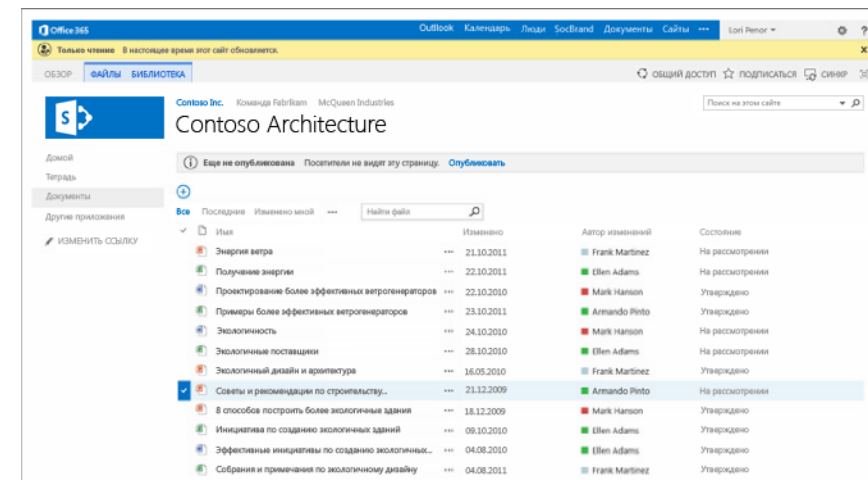 Office 365 Outllook Календарь Люди SocBrand Документы Сайты ••• Lori Penor ?
Только чтение В настоящее время этот сайт обновляется. x
ОБЗОР ФАЙЛЫ БИБЛИОТЕКА ОБЩИЙ ДОСТУП ПОДПИСАТЬСЯ СИНХР
Contoso Inc. Команда Fabrikam McQueen Industries Поиск на этом сайте
S
Contoso Architecture
Домой
Еще не опубликована Посетители не видят эту страницу. Опубликовать
Тетрадь
Документы
Другие приложения
Все Последние Изменено мной ••• Найти файл
ИЗМЕНИТЬ ССЫЛКУ
Имя Изменено Автор изменений Состояние
Энергия ветра ••• 21.10.2011 Frank Martinez На рассмотрении
Получение энергии ••• 22.10.2011 Ellen Adams На рассмотрении
Проектирование более эффективных ветрогенераторов ••• 22.10.2010 Mark Hanson Утверждено
Примеры более эффективных ветрогенераторов ••• 23.10.2011 Armando Pinto Утверждено
Экологичность ••• 24.10.2010 Mark Hanson На рассмотрении
Экологичные поставщики ••• 28.10.2010 Ellen Adams На рассмотрении
Экологичный дизайн и архитектура ••• 16.05.2010 Frank Martinez Утверждено
Советы и рекомендации по строительству... ••• 21.12.2009 Armando Pinto На рассмотрении
8 способов построить более экологичные здания ••• 18.12.2009 Mark Hanson Утверждено
Инициатива по созданию экологичных зданий ••• 09.10.2010 Ellen Adams Утверждено
Эффективные инициативы по созданию экологичных... ••• 04.08.2010 Ellen Adams Утверждено
Собрания и примечания по экологичному дизайну ••• 04.08.2011 Frank Martinez Утверждено